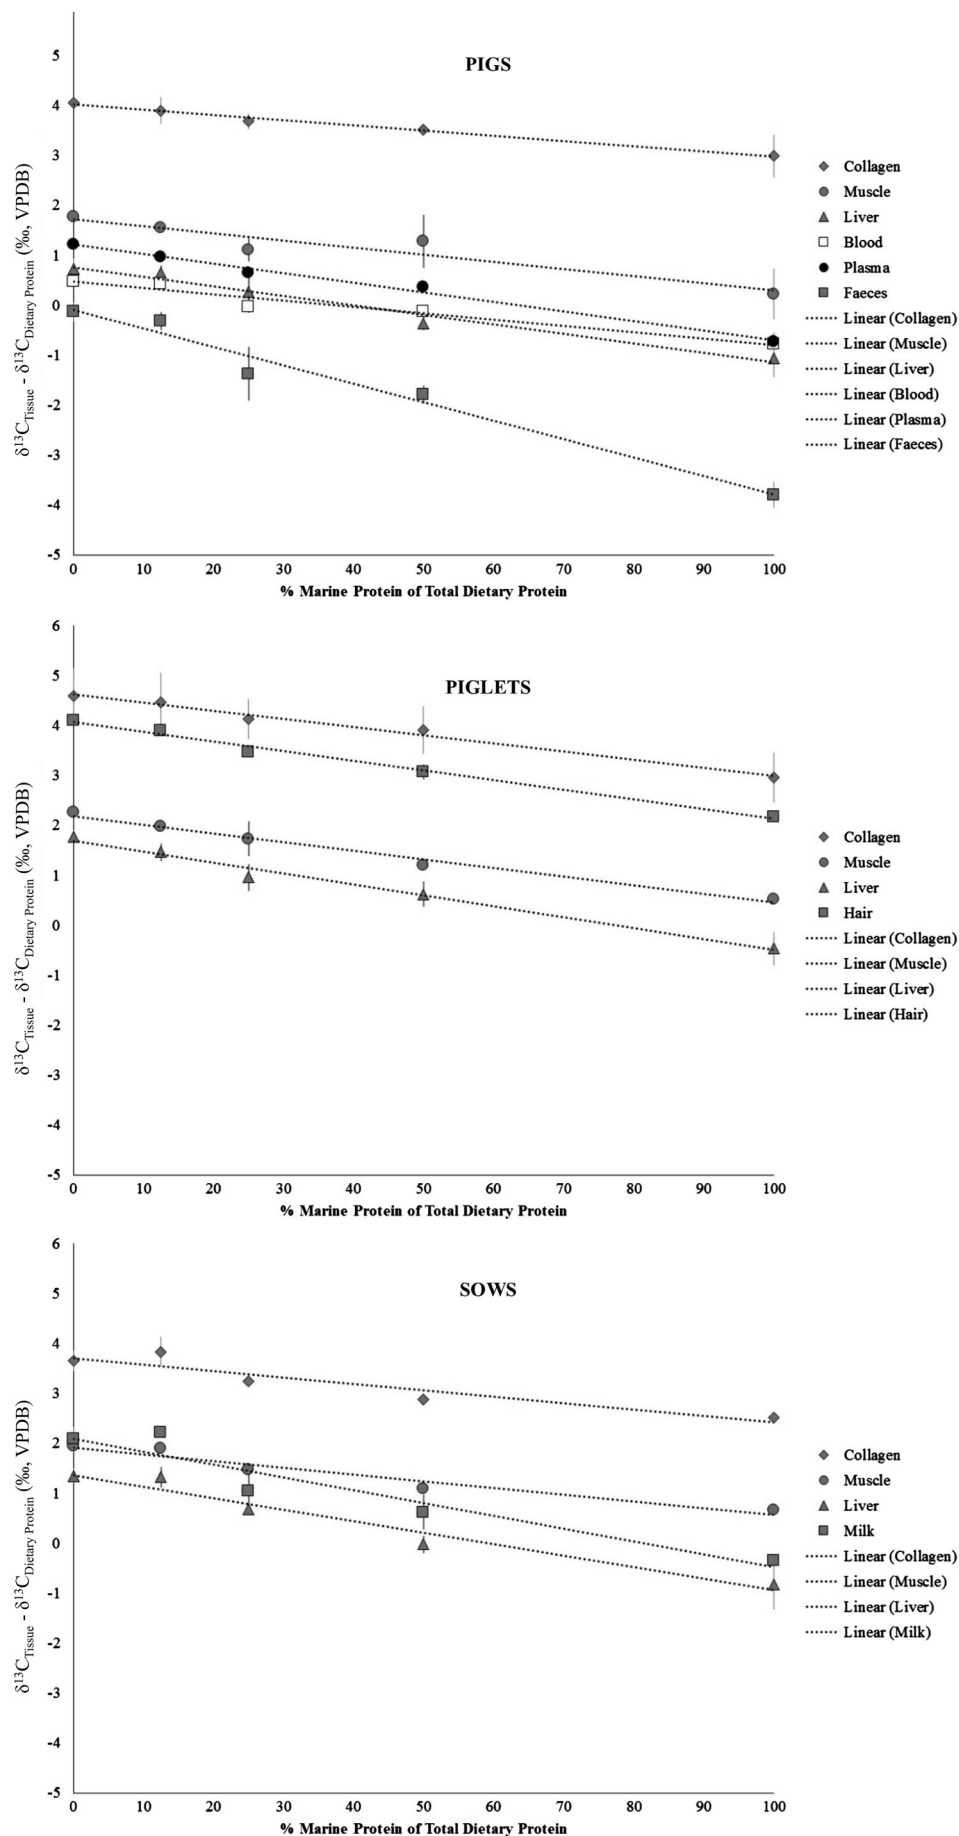 PIGS
5
4
3
2
1
0
-1
-2
-3
-4
-5
δ¹³C_Tissue - δ¹³C_Dietary Protein (‰, VPDB)
Collagen
Muscle
Liver
Blood
Plasma
Faeces
Linear (Collagen)
Linear (Muscle)
Linear (Liver)
Linear (Blood)
Linear (Plasma)
Linear (Faeces)
0 10 20 30 40 50 60 70 80 90 100
% Marine Protein of Total Dietary Protein
PIGLETS
6
5
4
3
2
1
0
-1
-2
-3
-4
-5
δ¹³C_Tissue - δ¹³C_Dietary Protein (‰, VPDB)
Collagen
Muscle
Liver
Hair
Linear (Collagen)
Linear (Muscle)
Linear (Liver)
Linear (Hair)
0 10 20 30 40 50 60 70 80 90 100
% Marine Protein of Total Dietary Protein
SOWS
6
5
4
3
2
1
0
-1
-2
-3
-4
-5
δ¹³C_Tissue - δ¹³C_Dietary Protein (‰, VPDB)
Collagen
Muscle
Liver
Milk
Linear (Collagen)
Linear (Muscle)
Linear (Liver)
Linear (Milk)
0 10 20 30 40 50 60 70 80 90 100
% Marine Protein of Total Dietary Protein